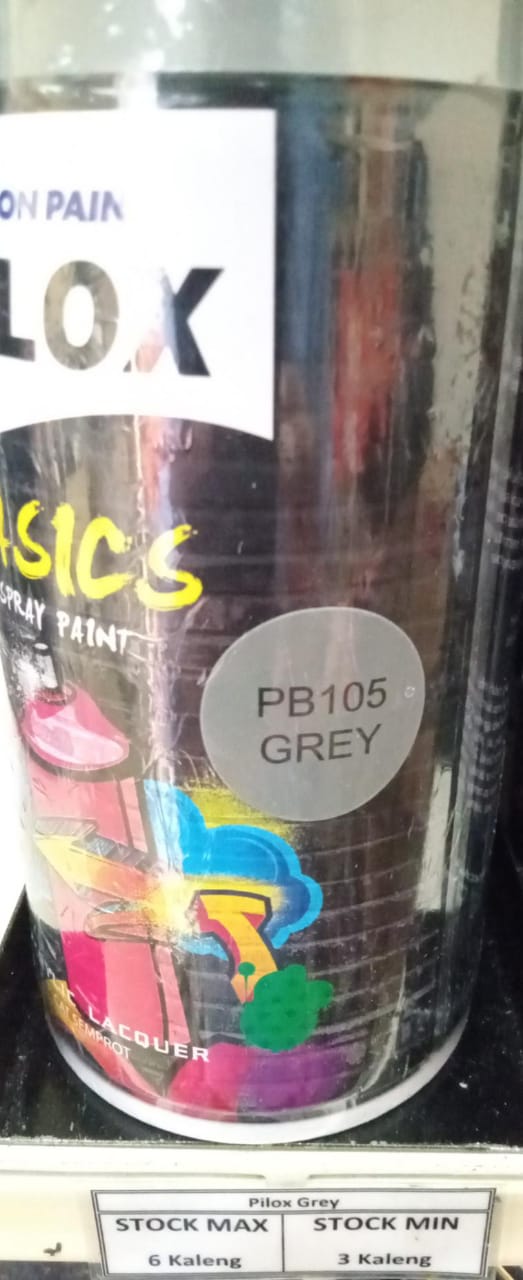 ON PAIN
LOX
ASICS
SPRAY PAINT
PB105
GREY
LACQUER
SEMPROT
Pilox Grey
STOCK MAX
STOCK MIN
6 Kaleng
3 Kaleng